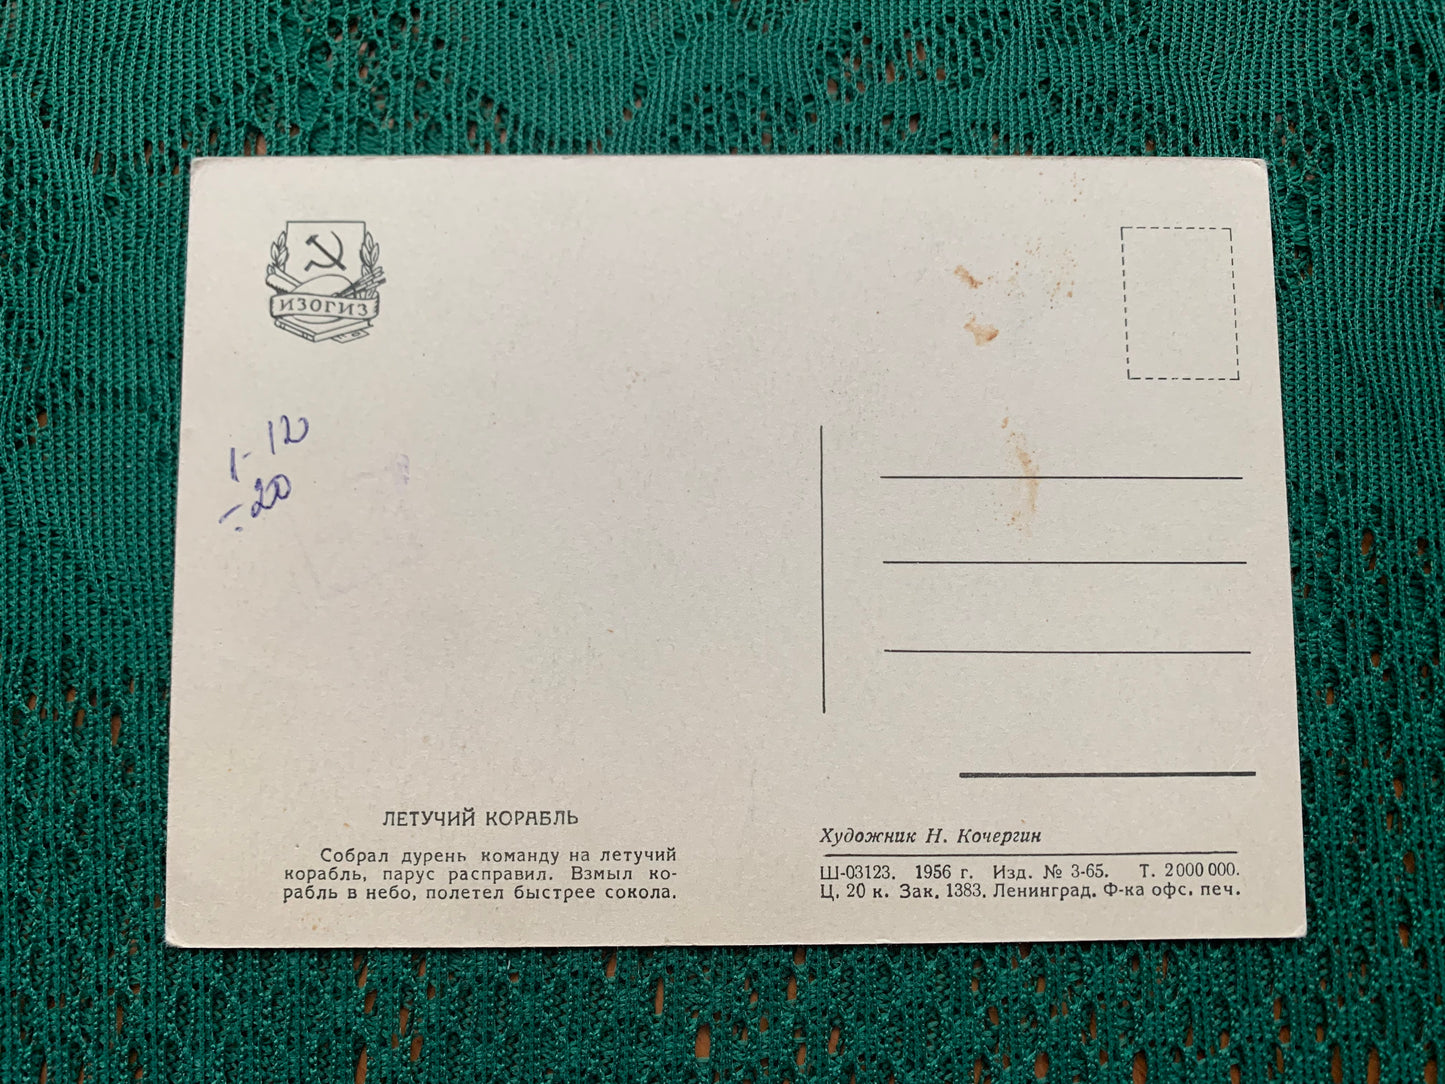 ИЗОГИЗ
1-12
-20
ЛЕТУЧИЙ КОРАБЛЬ
Собрал дурень команду на летучий
корабль, парус расправил. Взмыл ко-
рабль в небо, полетел быстрее сокола.
Художник Н. Кочергин
Ш-03123. 1956 г. Изд. № 3-65. Т. 2 000 000.
Ц. 20 к. Зак. 1383. Ленинград. Ф-ка офс. печ.